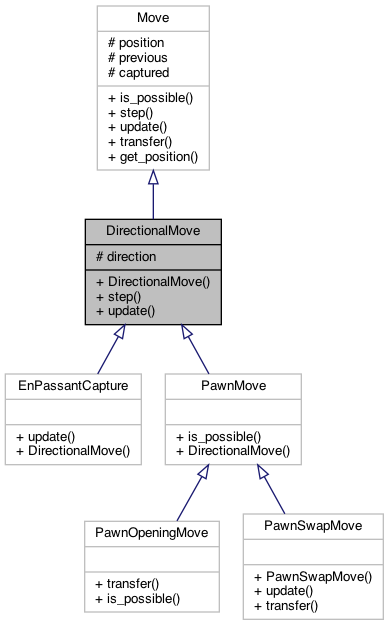 Move
# position
# previous
# captured
+ is_possible()
+ step()
+ update()
+ transfer()
+ get_position()
DirectionalMove
# direction
+ DirectionalMove()
+ step()
+ update()
EnPassantCapture
+ update()
+ DirectionalMove()
PawnMove
+ is_possible()
+ DirectionalMove()
PawnOpeningMove
+ transfer()
+ is_possible()
PawnSwapMove
+ PawnSwapMove()
+ update()
+ transfer()